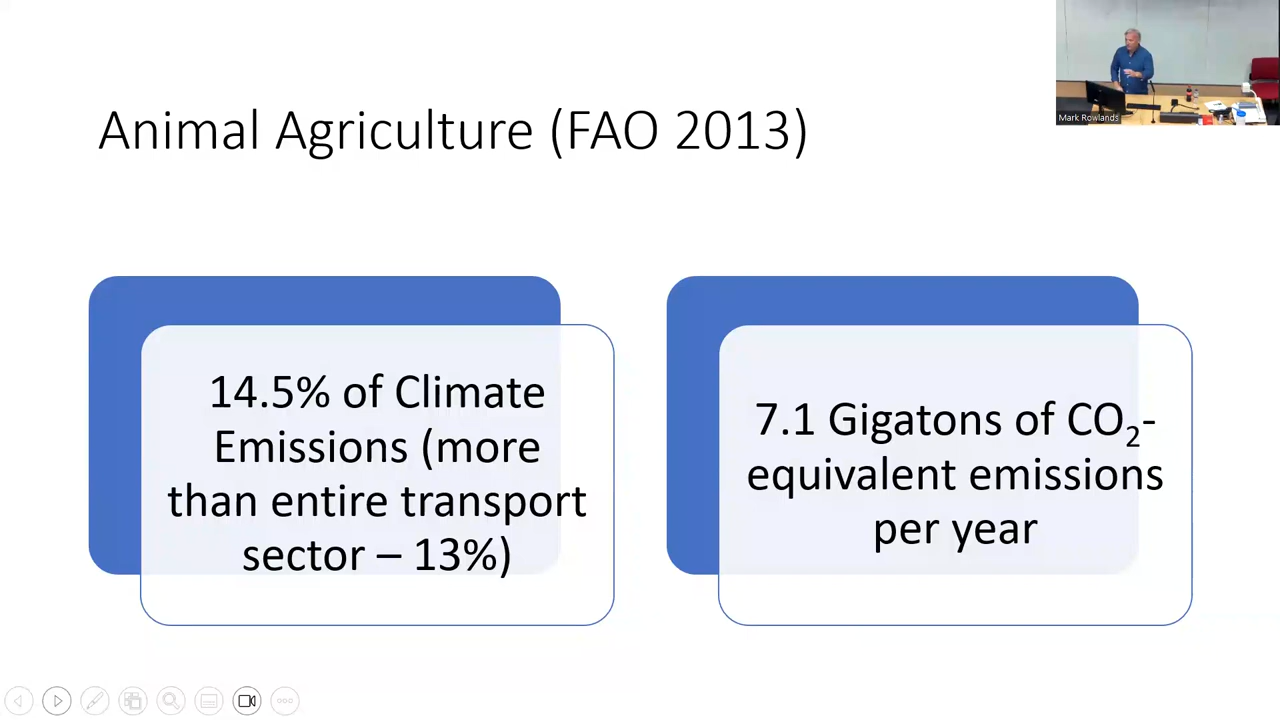 Mark Rowlands
Animal Agriculture (FAO 2013)
14.5% of Climate
Emissions (more
than entire transport
sector – 13%)
7.1 Gigatons of CO₂-
equivalent emissions
per year